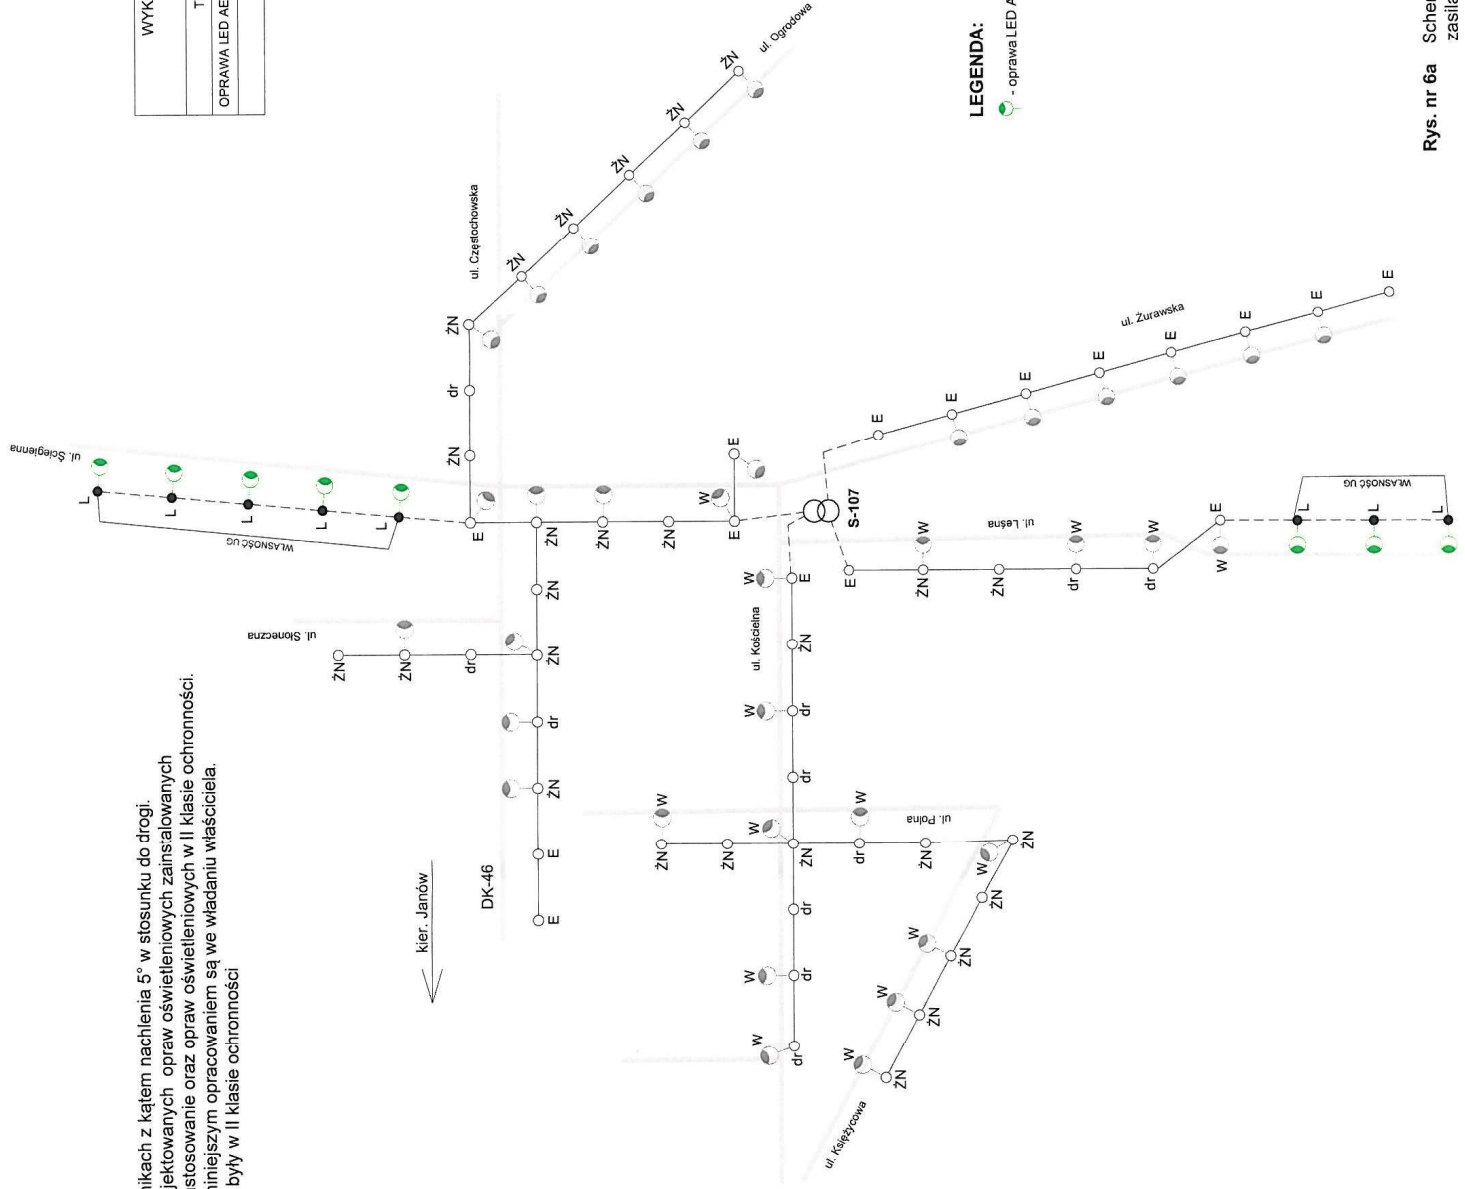 nikach z kątem nachlenia 5° w stosunku do drogi.
jektowanych opraw oświetleniowych zainstalowanych
stosowanie oraz opraw oświetleniowych w II klasie ochronności.
niniejszym opracowaniem są we władaniu właściciela.
były w II klasie ochronności
WYK
T
OPRAWA LED AE
LEGENDA:
- oprawa LED A
Rys. nr 6a Scher
zasila
ul. Ogrodowa
ŻN
ŻN
ŻN
ŻN
ŻN
ŻN
dr
ŻN
ul. Częstochowska
ul. Ściegienna
L
L
L
L
L
WŁASNOŚĆ UG
E
ŻN
ŻN
ŻN
E
W
E
ul. Słoneczna
ŻN
ŻN
dr
ŻN
ŻN
dr
ŻN
E
E
DK-46
kier. Janów
S-107
ul. Żurawska
E
E
E
E
E
E
E
E
ul. Leśna
E
ŻN
W
ŻN
dr
W
dr
W
E
W
L
L
L
WŁASNOŚĆ UG
ul. Kościelna
W
E
ŻN
W
dr
dr
W
ŻN
dr
W
dr
W
dr
ul. Polna
ŻN
W
ŻN
dr
W
ŻN
ŻN
W
ŻN
W
ŻN
W
ŻN
W
ŻN
ul. Księżycowa